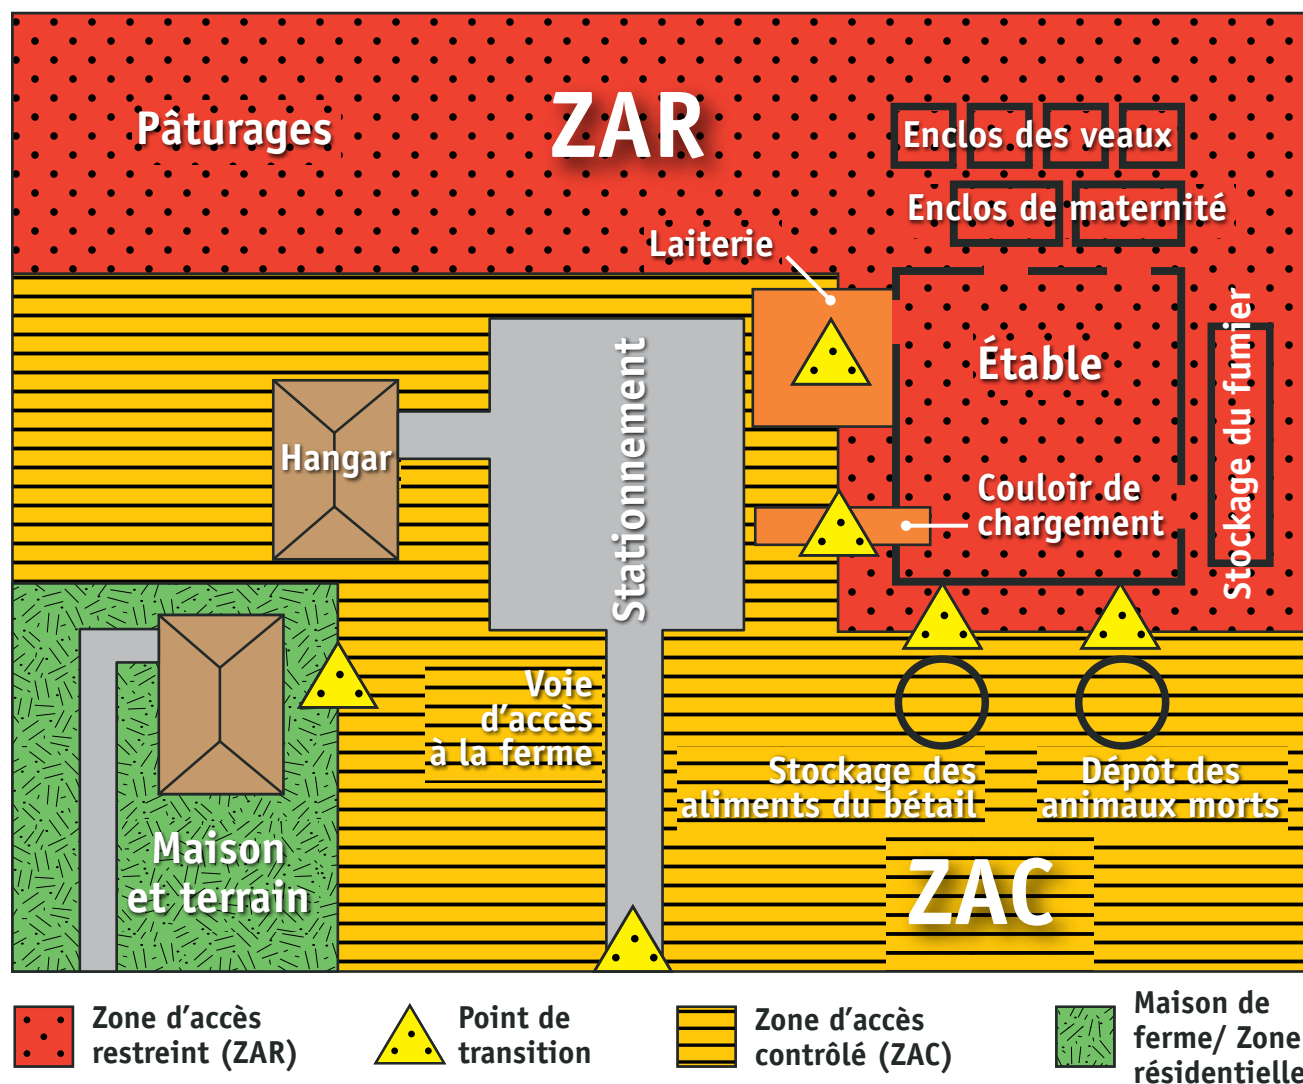 Pâturages
ZAR
Enclos des veaux
Enclos de maternité
Laiterie
Étable
Stockage du fumier
Stationnement
Hangar
Couloir de
chargement
Voie
d'accès
à la ferme
Stockage des
aliments du bétail
Dépôt des
animaux morts
Maison
et terrain
ZAC
Zone d'accès
restreint (ZAR)
Point de
transition
Zone d'accès
contrôlé (ZAC)
Maison de
ferme/ Zone
résidentielle